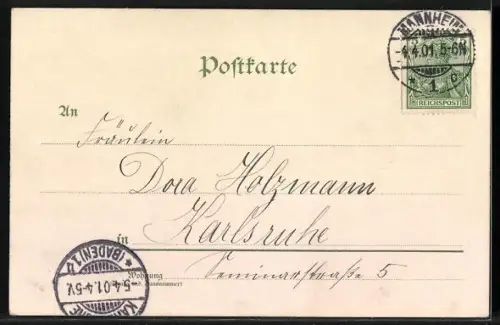 Postkarte
MANNHEIM
-4.4.01. 5-6N
* 1 c
REICHSPOST
An
Fräulein
Dora Holzmann
in Karlsruhe
Wohnung
Seminarstraße 5
(BADEN) 1.
5.4.01.4-5V.